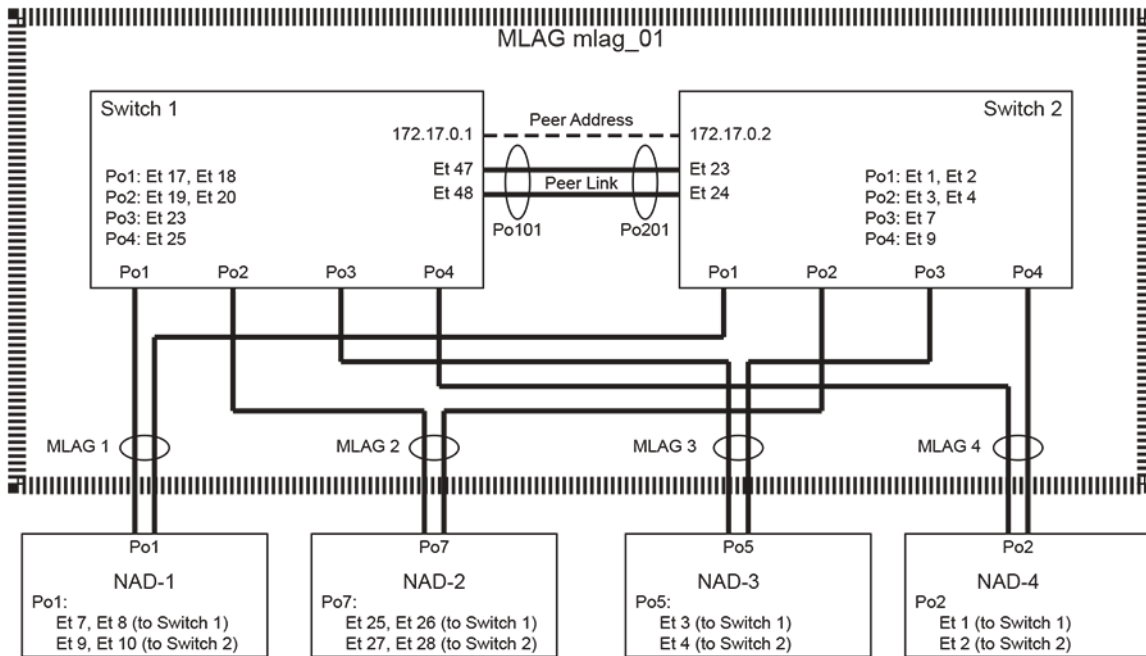 MLAG mlag_01
Switch 1
Peer Address
Switch 2
172.17.0.1
172.17.0.2
Et 47
Et 23
Peer Link
Et 48
Et 24
Po101
Po201
Po1: Et 17, Et 18
Po2: Et 19, Et 20
Po3: Et 23
Po4: Et 25
Po1: Et 1, Et 2
Po2: Et 3, Et 4
Po3: Et 7
Po4: Et 9
Po1
Po2
Po3
Po4
Po1
Po2
Po3
Po4
MLAG 1
MLAG 2
MLAG 3
MLAG 4
Po1
NAD-1
Po1:
Et 7, Et 8 (to Switch 1)
Et 9, Et 10 (to Switch 2)
Po7
NAD-2
Po7:
Et 25, Et 26 (to Switch 1)
Et 27, Et 28 (to Switch 2)
Po5
NAD-3
Po5:
Et 3 (to Switch 1)
Et 4 (to Switch 2)
Po2
NAD-4
Po2
Et 1 (to Switch 1)
Et 2 (to Switch 2)